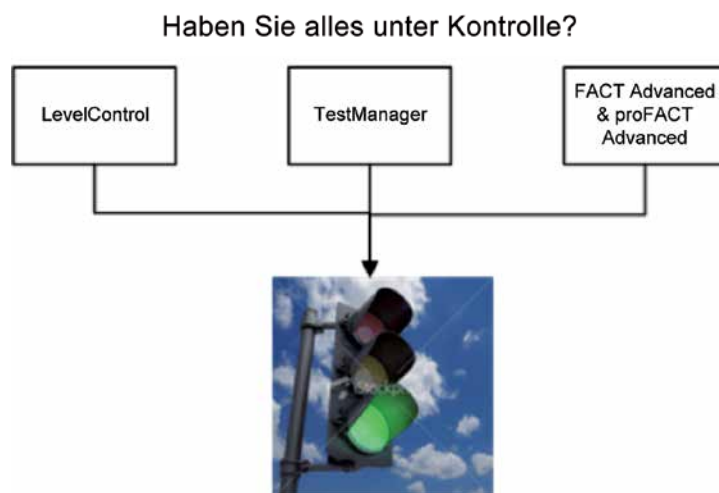 Haben Sie alles unter Kontrolle?
LevelControl
TestManager
FACT Advanced
& proFACT
Advanced